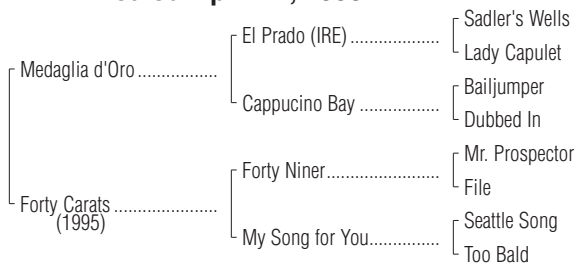 Sadler's Wells
El Prado (IRE)
Lady Capulet
Medaglia d'Oro
Bailjumper
Cappucino Bay
Dubbed In
Mr. Prospector
Forty Niner
File
Forty Carats
(1995)
Seattle Song
My Song for You
Too Bald